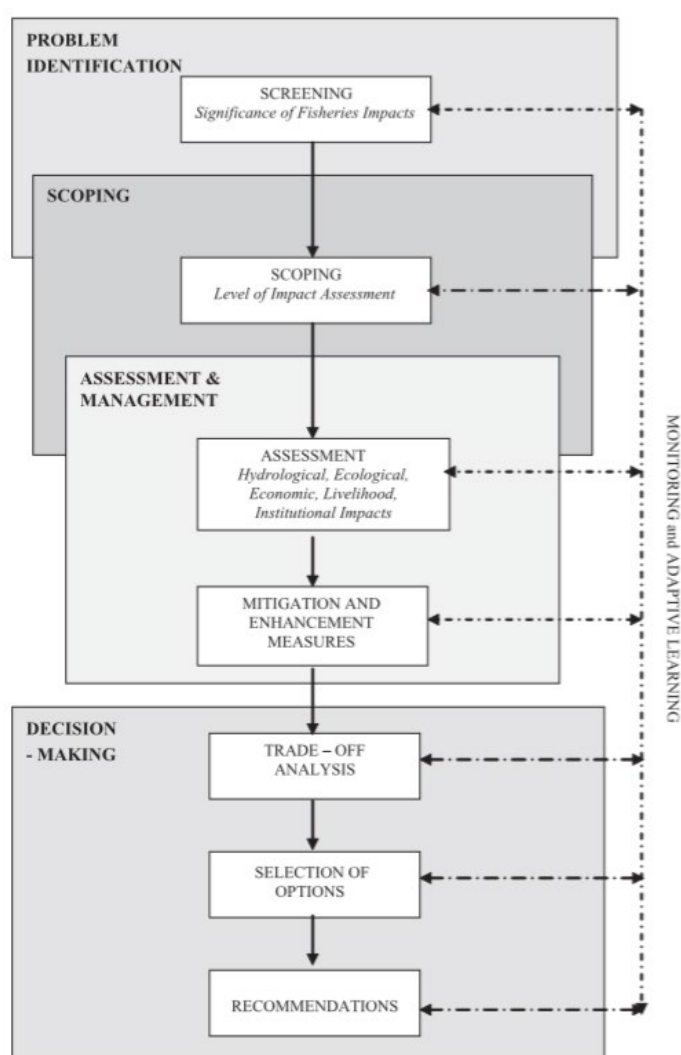 PROBLEM
IDENTIFICATION
SCREENING
Significance of Fisheries Impacts
SCOPING
SCOPING
Level of Impact Assessment
ASSESSMENT &
MANAGEMENT
ASSESSMENT
Hydrological, Ecological,
Economic, Livelihood,
Institutional Impacts
MITIGATION AND
ENHANCEMENT
MEASURES
DECISION
- MAKING
TRADE – OFF
ANALYSIS
SELECTION OF
OPTIONS
RECOMMENDATIONS
MONITORING and ADAPTIVE LEARNING